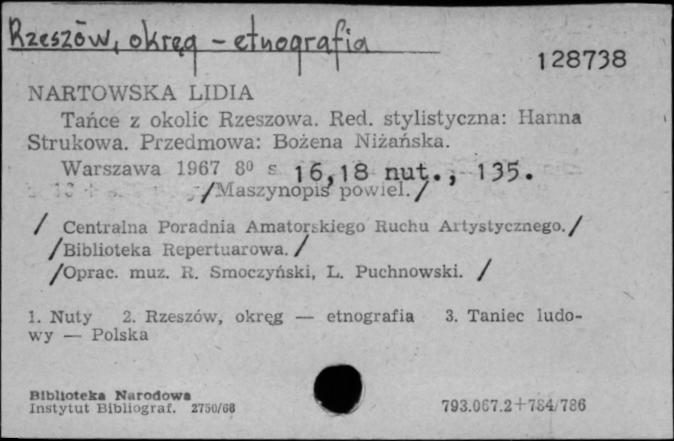 Rzeszów, okręg – etnografia
128738
NARTOWSKA LIDIA
Tańce z okolic Rzeszowa. Red. stylistyczna: Hanna
Strukowa. Przedmowa: Bożena Niżańska.
Warszawa 1967 8⁰ s 16, 18 nut., 135.
/Maszynopis powiel./
/ Centralna Poradnia Amatorskiego Ruchu Artystycznego./
/Biblioteka Repertuarowa./
/Oprac. muz. R. Smoczyński, L. Puchnowski. /
1. Nuty 2. Rzeszów, okręg — etnografia 3. Taniec ludo-
wy — Polska
Biblioteka Narodowa
Instytut Bibliograf. 2750/68
793.067.2+784/786